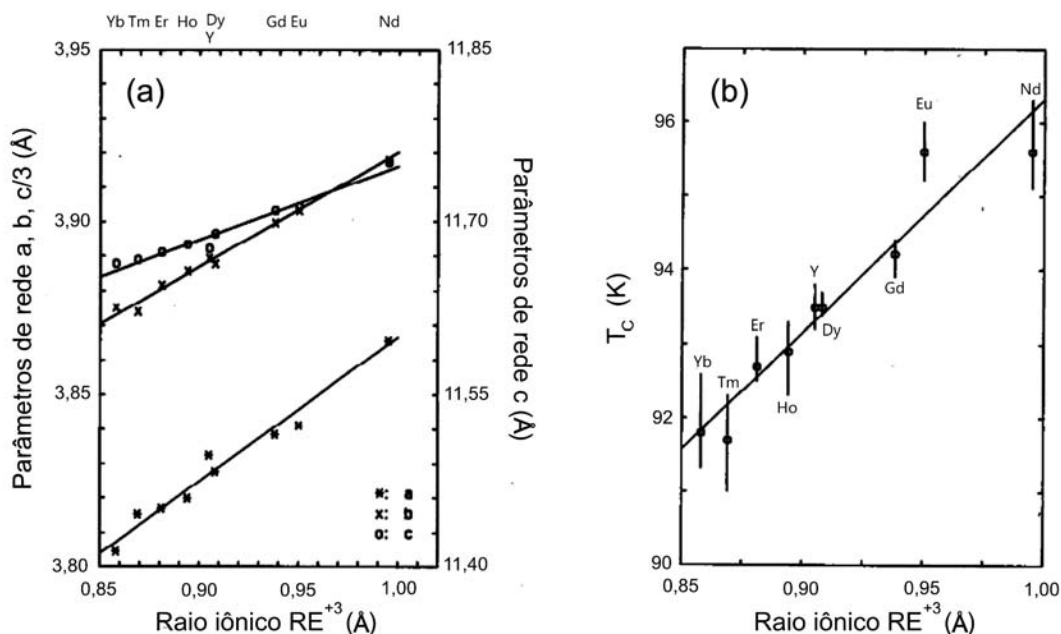 Yb Tm Er Ho Dy Gd Eu Nd
Y
3,95
11,85
(a)
3,90
11,70
3,85
11,55
3,80
11,40
Parâmetros de rede a, b, c/3 (Å)
Parâmetros de rede c (Å)
*: a
x: b
o: c
0,85 0,90 0,95 1,00
Raio iônico RE+3 (Å)
(b)
96
94
92
90
TC (K)
Nd
Eu
Gd
Y
Dy
Er
Ho
Yb
Tm
0,85 0,90 0,95 1,00
Raio iônico RE+3 (Å)